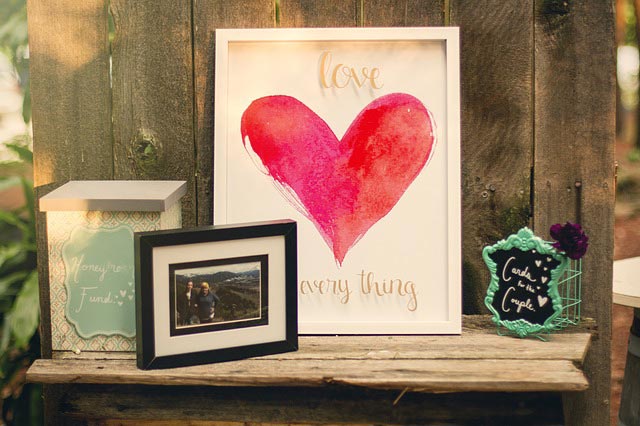 love
every thing
Honeymoon
Fund
Cards
for the
Couple